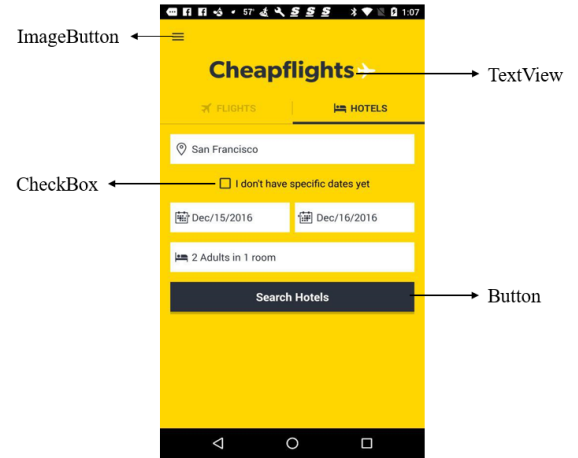 57° 1:07
ImageButton
Cheapflights
TextView
FLIGHTS HOTELS
San Francisco
CheckBox
I don't have specific dates yet
Dec/15/2016 Dec/16/2016
2 Adults in 1 room
Search Hotels
Button